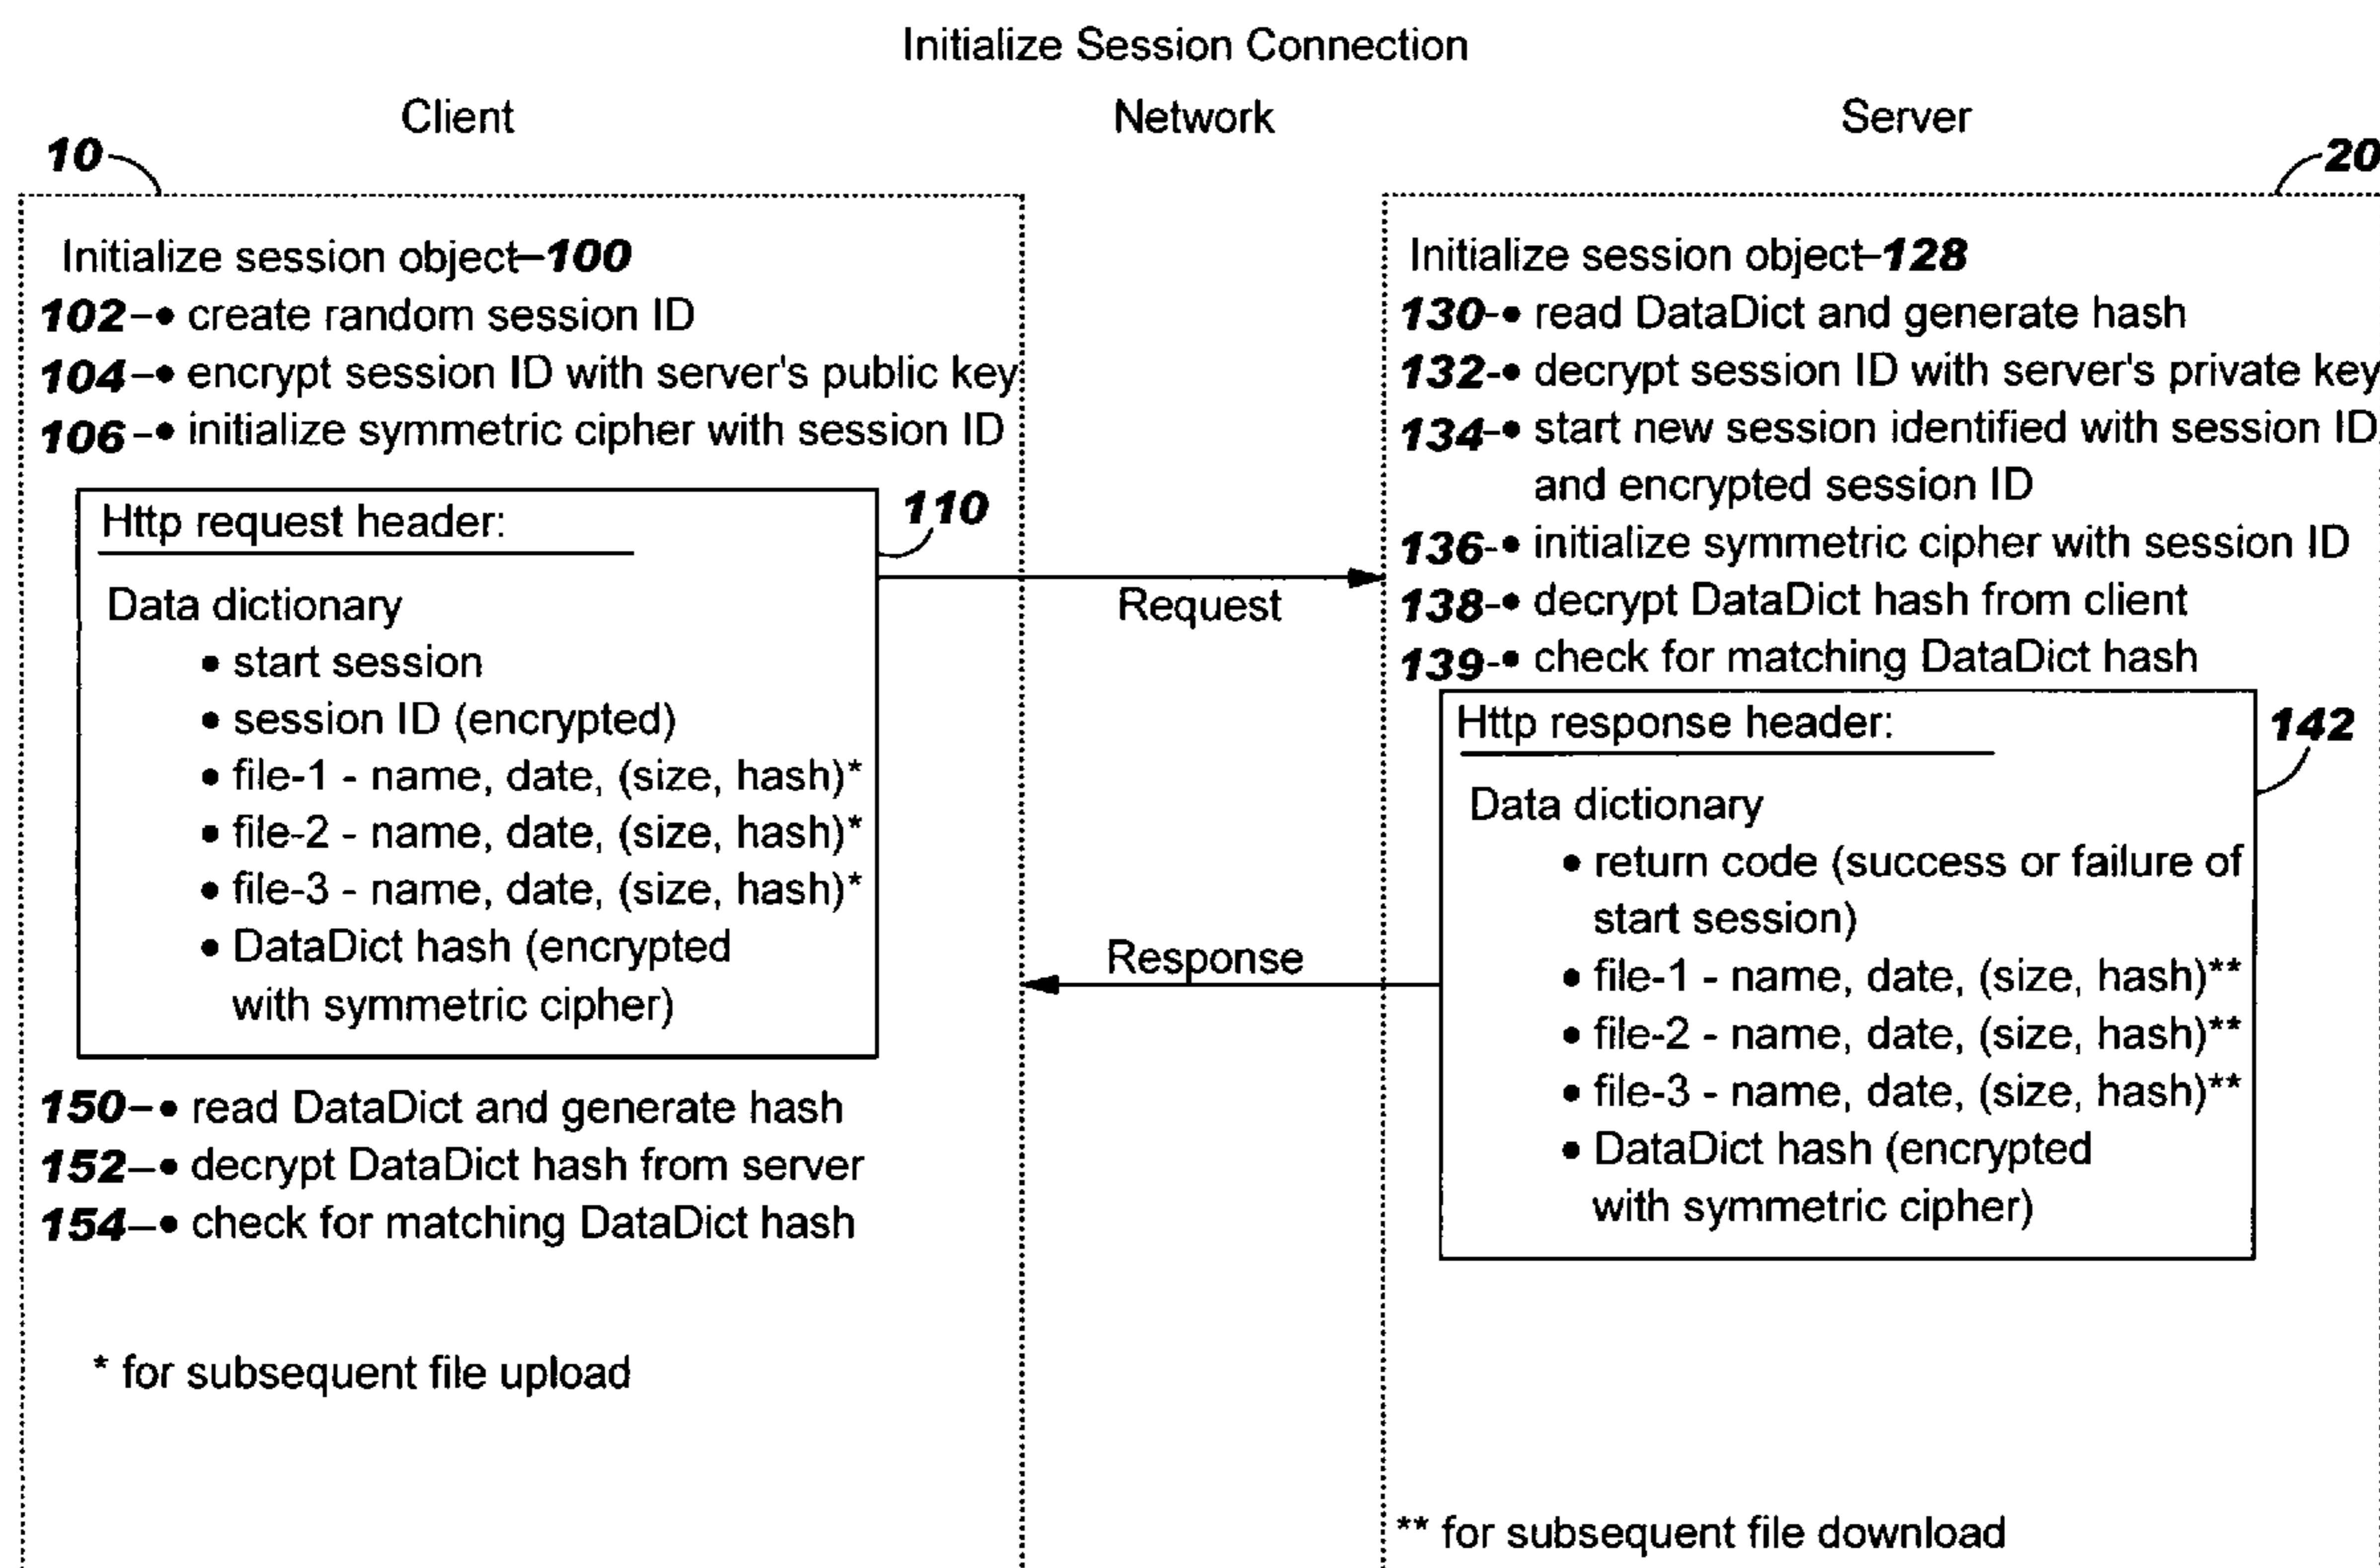 Initialize Session Connection
Client
Network
Server
10
20
Initialize session object 100
102 • create random session ID
104 • encrypt session ID with server's public key
106 • initialize symmetric cipher with session ID
110
Http request header:
Data dictionary
• start session
• session ID (encrypted)
• file-1 - name, date, (size, hash)*
• file-2 - name, date, (size, hash)*
• file-3 - name, date, (size, hash)*
• DataDict hash (encrypted
with symmetric cipher)
150 • read DataDict and generate hash
152 • decrypt DataDict hash from server
154 • check for matching DataDict hash
* for subsequent file upload
Request
Response
Initialize session object 128
130 • read DataDict and generate hash
132 • decrypt session ID with server's private key
134 • start new session identified with session ID
and encrypted session ID
136 • initialize symmetric cipher with session ID
138 • decrypt DataDict hash from client
139 • check for matching DataDict hash
142
Http response header:
Data dictionary
• return code (success or failure of
start session)
• file-1 - name, date, (size, hash)**
• file-2 - name, date, (size, hash)**
• file-3 - name, date, (size, hash)**
• DataDict hash (encrypted
with symmetric cipher)
** for subsequent file download